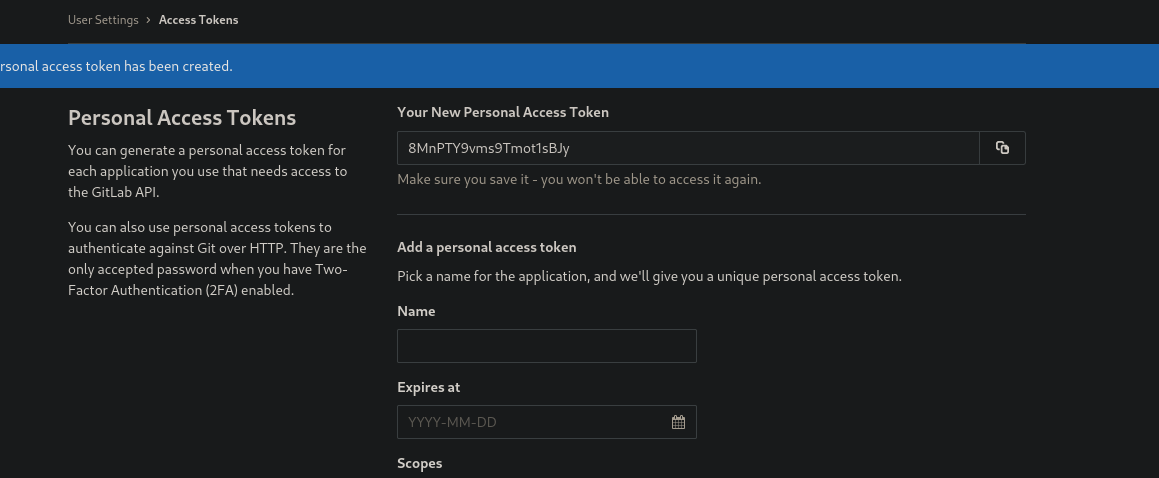 User Settings › Access Tokens
rsonal access token has been created.
Personal Access Tokens
You can generate a personal access token for
each application you use that needs access to
the GitLab API.
You can also use personal access tokens to
authenticate against Git over HTTP. They are the
only accepted password when you have Two-
Factor Authentication (2FA) enabled.
Your New Personal Access Token
8MnPTY9vms9Tmot1sBJy
Make sure you save it - you won't be able to access it again.
Add a personal access token
Pick a name for the application, and we'll give you a unique personal access token.
Name
Expires at
YYYY-MM-DD
Scopes